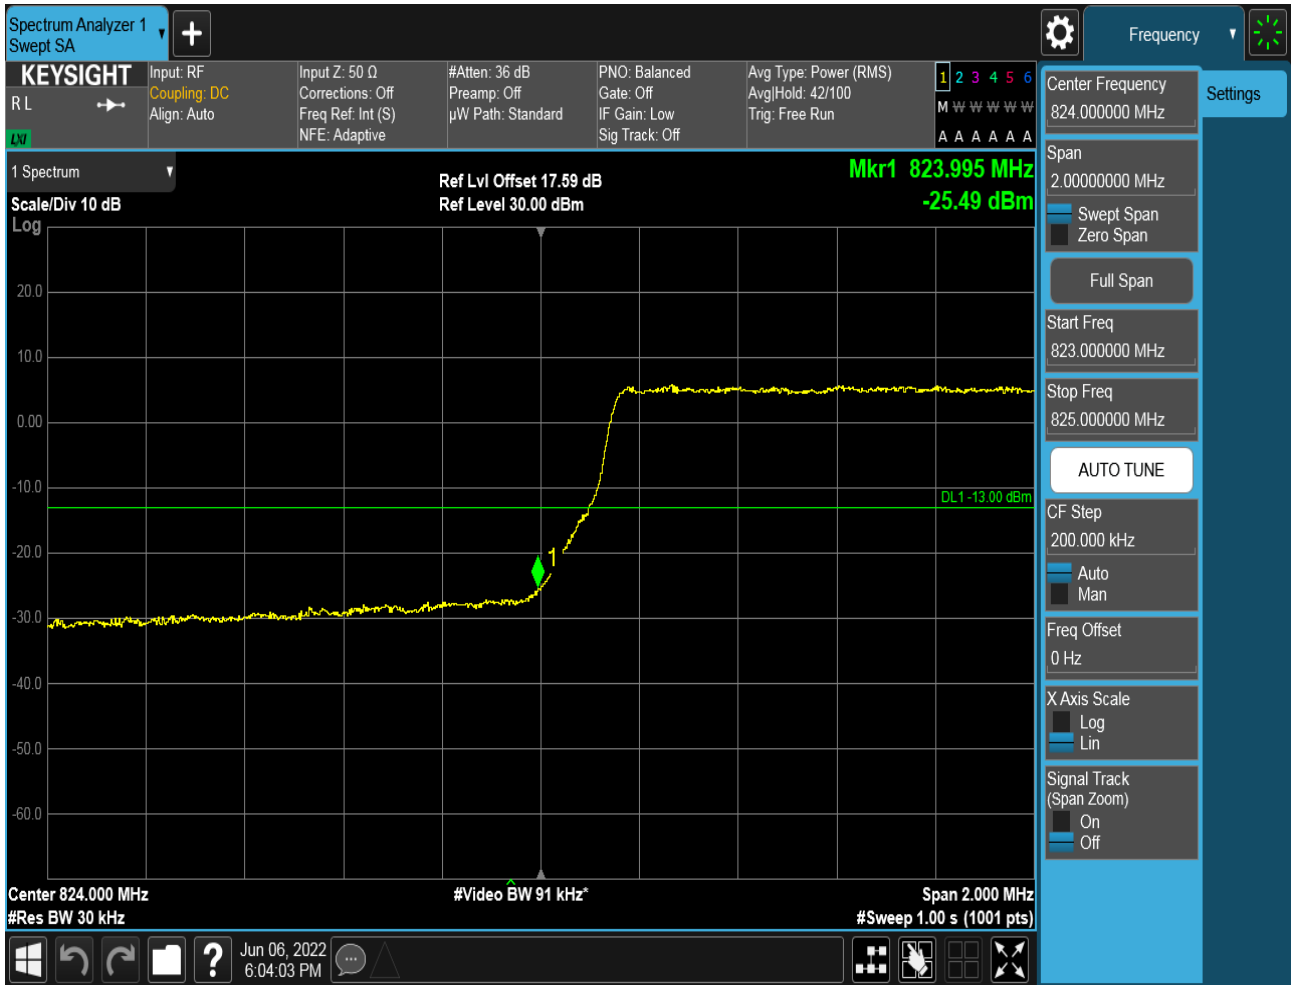 Spectrum Analyzer 1
Swept SA
Frequency
KEYSIGHT
R L
LXI
Input: RF
Coupling: DC
Align: Auto
Input Z: 50 Ω
Corrections: Off
Freq Ref: Int (S)
NFE: Adaptive
#Atten: 36 dB
Preamp: Off
µW Path: Standard
PNO: Balanced
Gate: Off
IF Gain: Low
Sig Track: Off
Avg Type: Power (RMS)
Avg|Hold: 42/100
Trig: Free Run
1 2 3 4 5 6
M W W W W W
A A A A A A
1 Spectrum
Scale/Div 10 dB
Log
Ref Lvl Offset 17.59 dB
Ref Level 30.00 dBm
Mkr1 823.995 MHz
-25.49 dBm
20.0
10.0
0.00
-10.0
-20.0
-30.0
-40.0
-50.0
-60.0
DL1 -13.00 dBm
1
Center 824.000 MHz
#Res BW 30 kHz
#Video BW 91 kHz*
Span 2.000 MHz
#Sweep 1.00 s (1001 pts)
Jun 06, 2022
6:04:03 PM
Center Frequency
824.000000 MHz
Span
2.00000000 MHz
Swept Span
Zero Span
Full Span
Start Freq
823.000000 MHz
Stop Freq
825.000000 MHz
AUTO TUNE
CF Step
200.000 kHz
Auto
Man
Freq Offset
0 Hz
X Axis Scale
Log
Lin
Signal Track
(Span Zoom)
On
Off
Settings